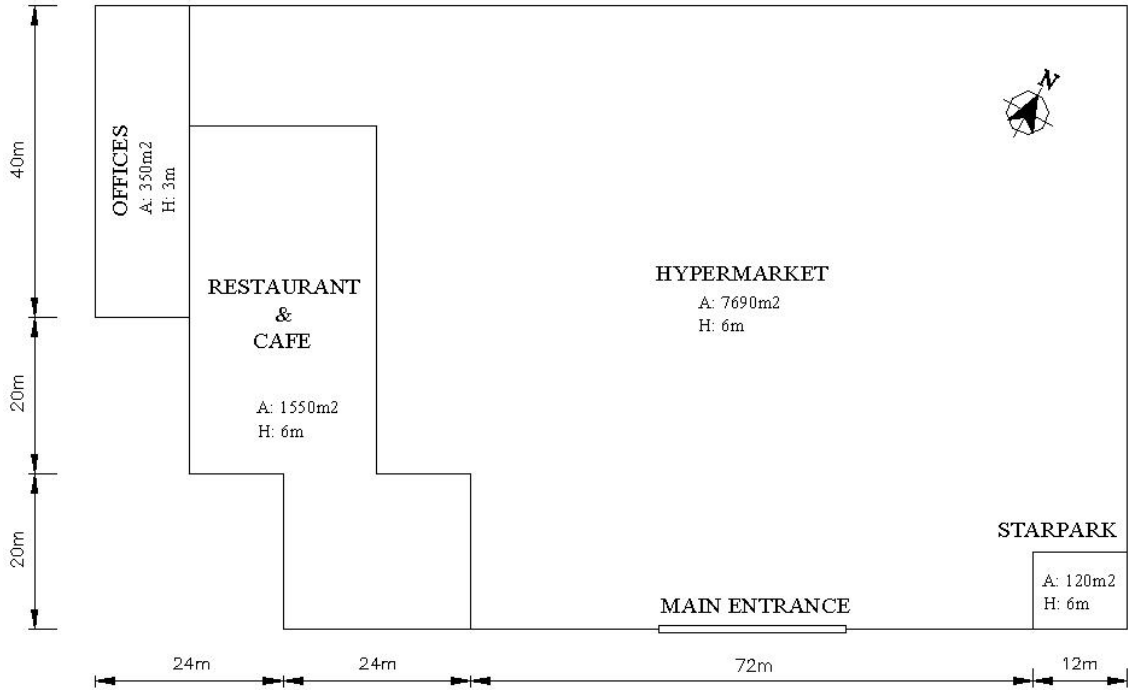 N
40m
OFFICES
A: 350m2
H: 3m
RESTAURANT
&
CAFE
HYPERMARKET
A: 7690m2
H: 6m
20m
A: 1550m2
H: 6m
20m
STARPARK
A: 120m2
H: 6m
MAIN ENTRANCE
24m
24m
72m
12m